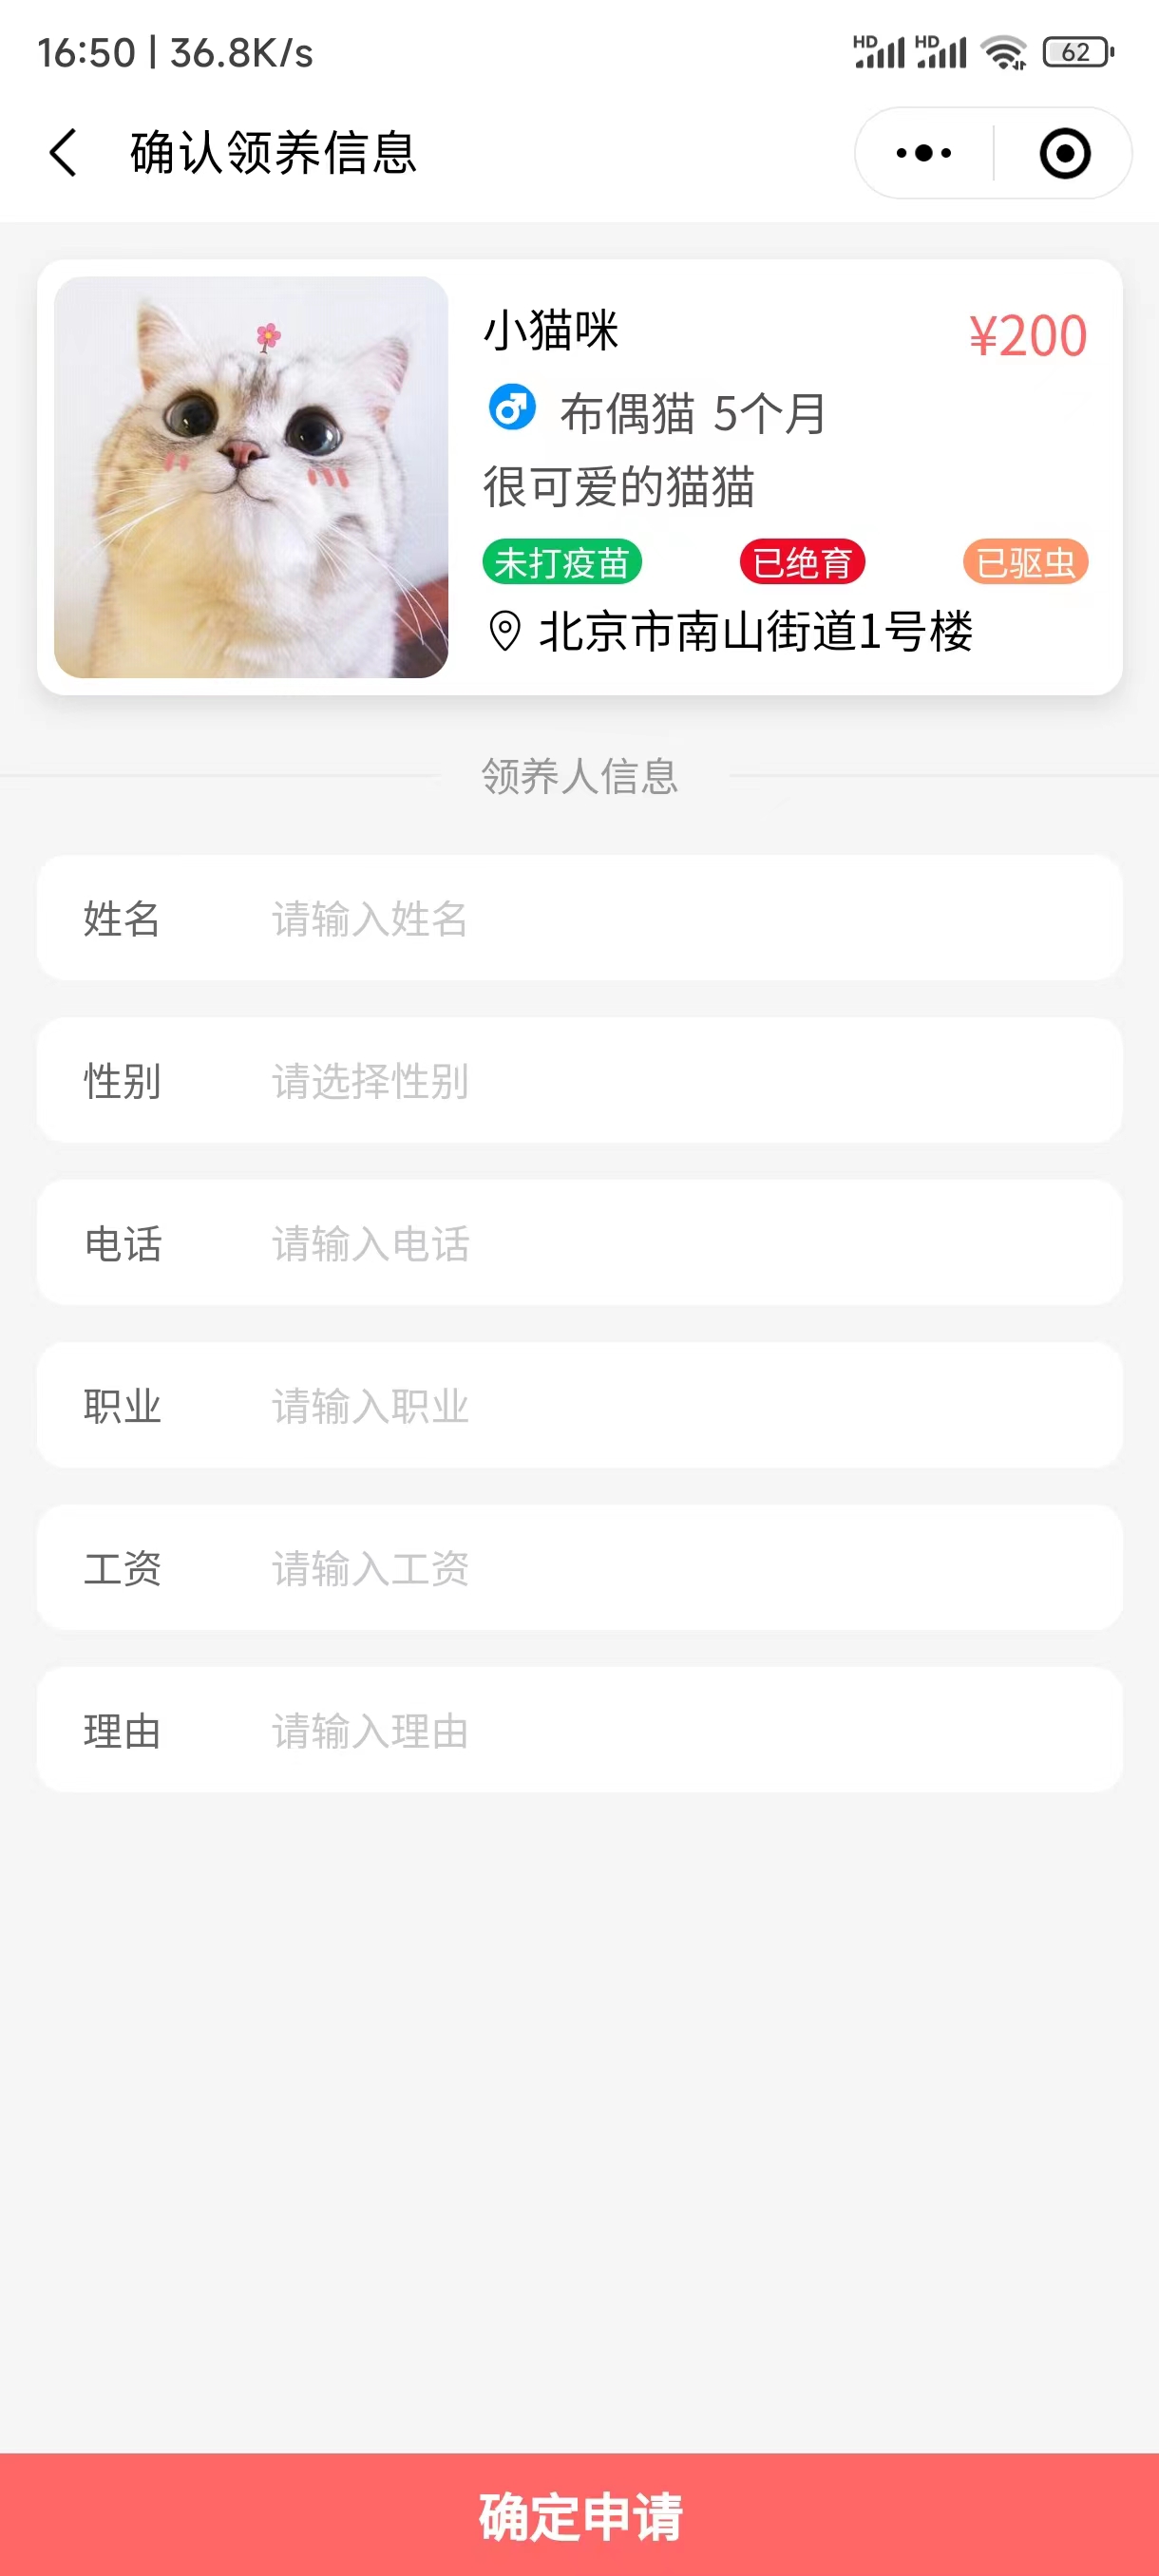 16:50 | 36.8K/s HD HD 62
确认领养信息
小猫咪 ¥200
布偶猫 5个月
很可爱的猫猫
未打疫苗 已绝育 已驱虫
北京市南山街道1号楼
领养人信息
姓名 请输入姓名
性别 请选择性别
电话 请输入电话
职业 请输入职业
工资 请输入工资
理由 请输入理由
确定申请